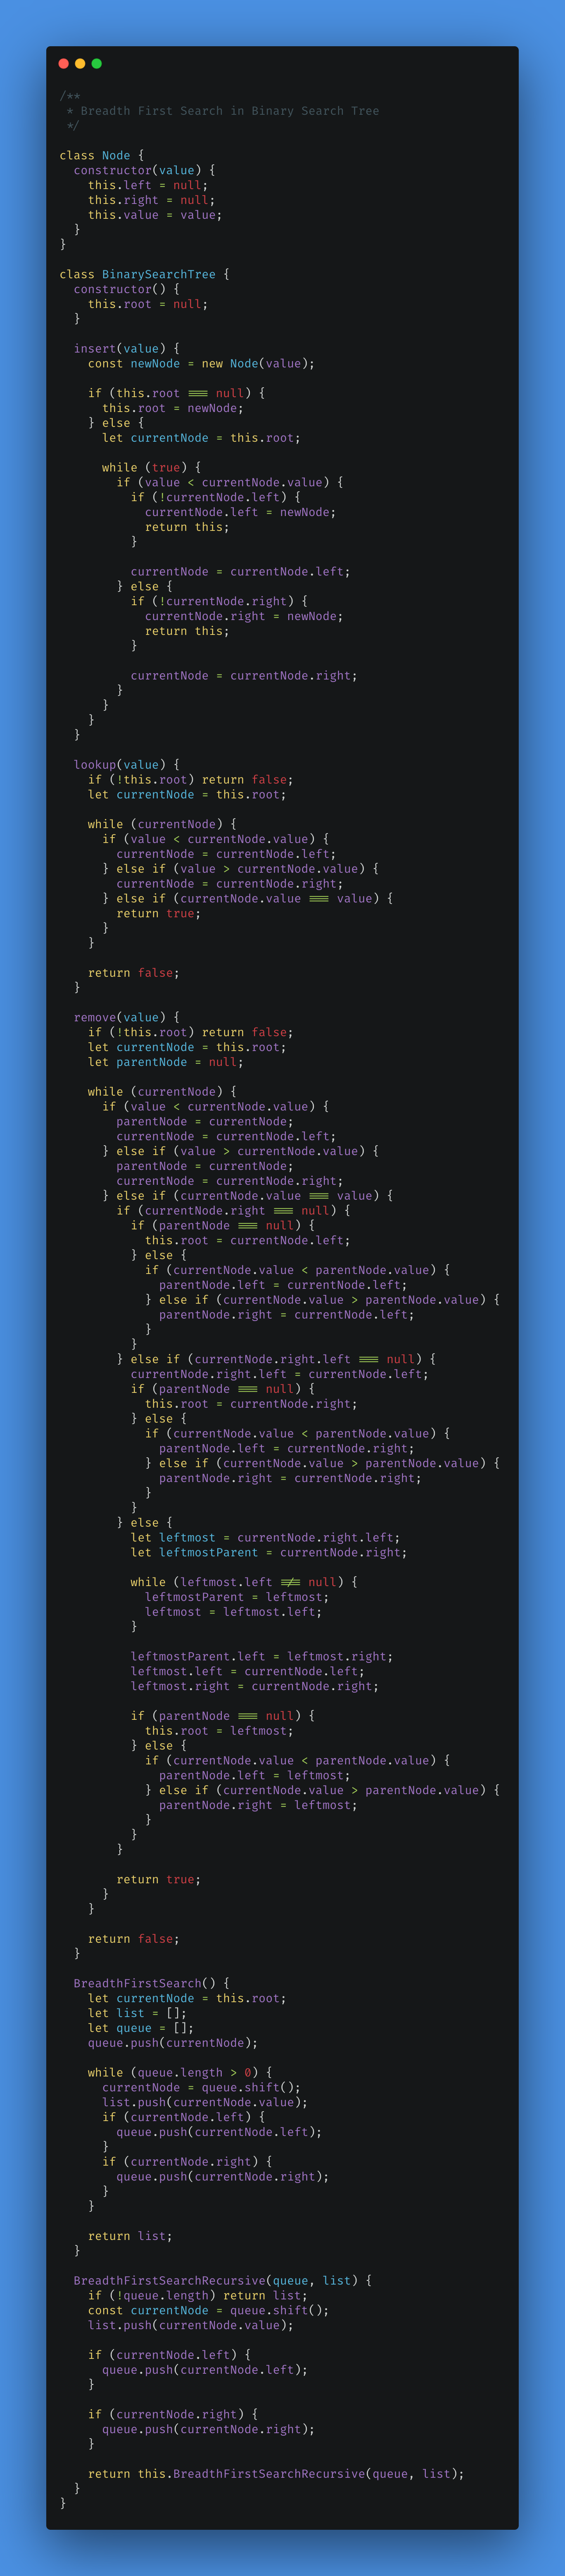 /**
 * Breadth First Search in Binary Search Tree
 */

class Node {
  constructor(value) {
    this.left = null;
    this.right = null;
    this.value = value;
  }
}

class BinarySearchTree {
  constructor() {
    this.root = null;
  }

  insert(value) {
    const newNode = new Node(value);

    if (this.root === null) {
      this.root = newNode;
    } else {
      let currentNode = this.root;

      while (true) {
        if (value < currentNode.value) {
          if (!currentNode.left) {
            currentNode.left = newNode;
            return this;
          }

          currentNode = currentNode.left;
        } else {
          if (!currentNode.right) {
            currentNode.right = newNode;
            return this;
          }

          currentNode = currentNode.right;
        }
      }
    }
  }

  lookup(value) {
    if (!this.root) return false;
    let currentNode = this.root;

    while (currentNode) {
      if (value < currentNode.value) {
        currentNode = currentNode.left;
      } else if (value > currentNode.value) {
        currentNode = currentNode.right;
      } else if (currentNode.value === value) {
        return true;
      }
    }

    return false;
  }

  remove(value) {
    if (!this.root) return false;
    let currentNode = this.root;
    let parentNode = null;

    while (currentNode) {
      if (value < currentNode.value) {
        parentNode = currentNode;
        currentNode = currentNode.left;
      } else if (value > currentNode.value) {
        parentNode = currentNode;
        currentNode = currentNode.right;
      } else if (currentNode.value === value) {
        if (currentNode.right === null) {
          if (parentNode === null) {
            this.root = currentNode.left;
          } else {
            if (currentNode.value < parentNode.value) {
              parentNode.left = currentNode.left;
            } else if (currentNode.value > parentNode.value) {
              parentNode.right = currentNode.left;
            }
          }
        } else if (currentNode.right.left === null) {
          currentNode.right.left = currentNode.left;
          if (parentNode === null) {
            this.root = currentNode.right;
          } else {
            if (currentNode.value < parentNode.value) {
              parentNode.left = currentNode.right;
            } else if (currentNode.value > parentNode.value) {
              parentNode.right = currentNode.right;
            }
          }
        } else {
          let leftmost = currentNode.right.left;
          let leftmostParent = currentNode.right;

          while (leftmost.left !== null) {
            leftmostParent = leftmost;
            leftmost = leftmost.left;
          }

          leftmostParent.left = leftmost.right;
          leftmost.left = currentNode.left;
          leftmost.right = currentNode.right;

          if (parentNode === null) {
            this.root = leftmost;
          } else {
            if (currentNode.value < parentNode.value) {
              parentNode.left = leftmost;
            } else if (currentNode.value > parentNode.value) {
              parentNode.right = leftmost;
            }
          }
        }

        return true;
      }
    }

    return false;
  }

  BreadthFirstSearch() {
    let currentNode = this.root;
    let list = [];
    let queue = [];
    queue.push(currentNode);

    while (queue.length > 0) {
      currentNode = queue.shift();
      list.push(currentNode.value);
      if (currentNode.left) {
        queue.push(currentNode.left);
      }
      if (currentNode.right) {
        queue.push(currentNode.right);
      }
    }

    return list;
  }

  BreadthFirstSearchRecursive(queue, list) {
    if (!queue.length) return list;
    const currentNode = queue.shift();
    list.push(currentNode.value);

    if (currentNode.left) {
      queue.push(currentNode.left);
    }

    if (currentNode.right) {
      queue.push(currentNode.right);
    }

    return this.BreadthFirstSearchRecursive(queue, list);
  }
}